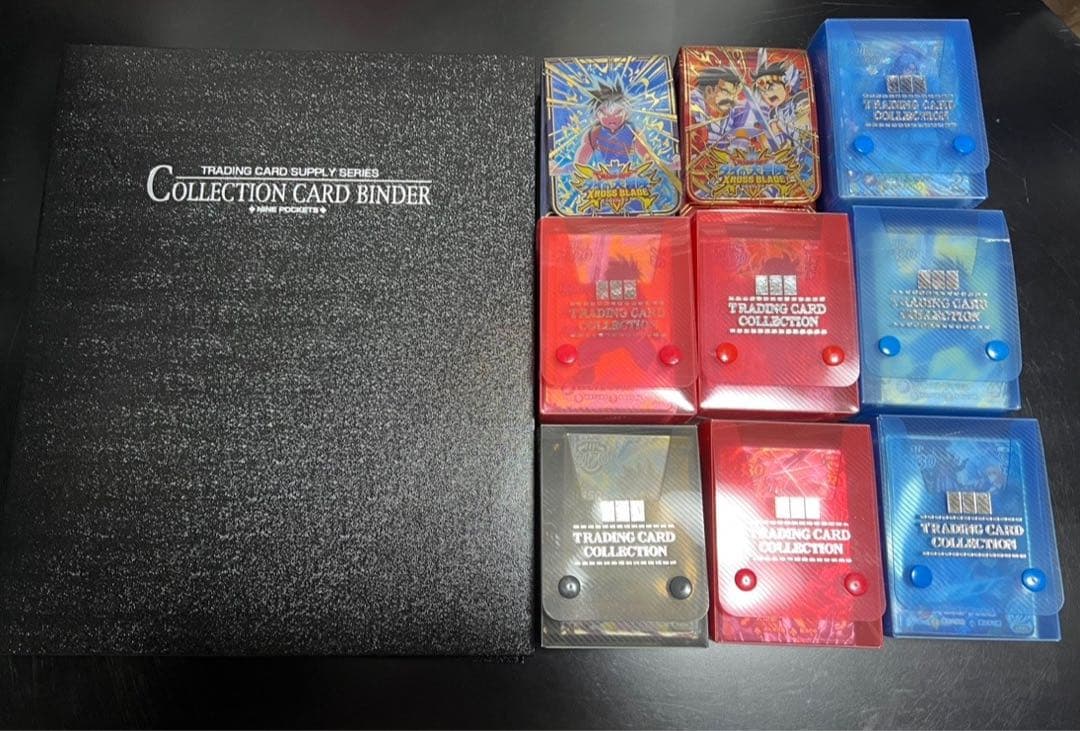 TRADING CARD SUPPLY SERIES
COLLECTION CARD BINDER
NINE POCKETS
XROSS BLADE
XROSS BLADE
TRADING CARD
COLLECTION
TRADING CARD
COLLECTION
TRADING CARD
COLLECTION
TRADING CARD
COLLECTION
TRADING CARD
COLLECTION
TRADING CARD
COLLECTION
TRADING CARD
COLLECTION